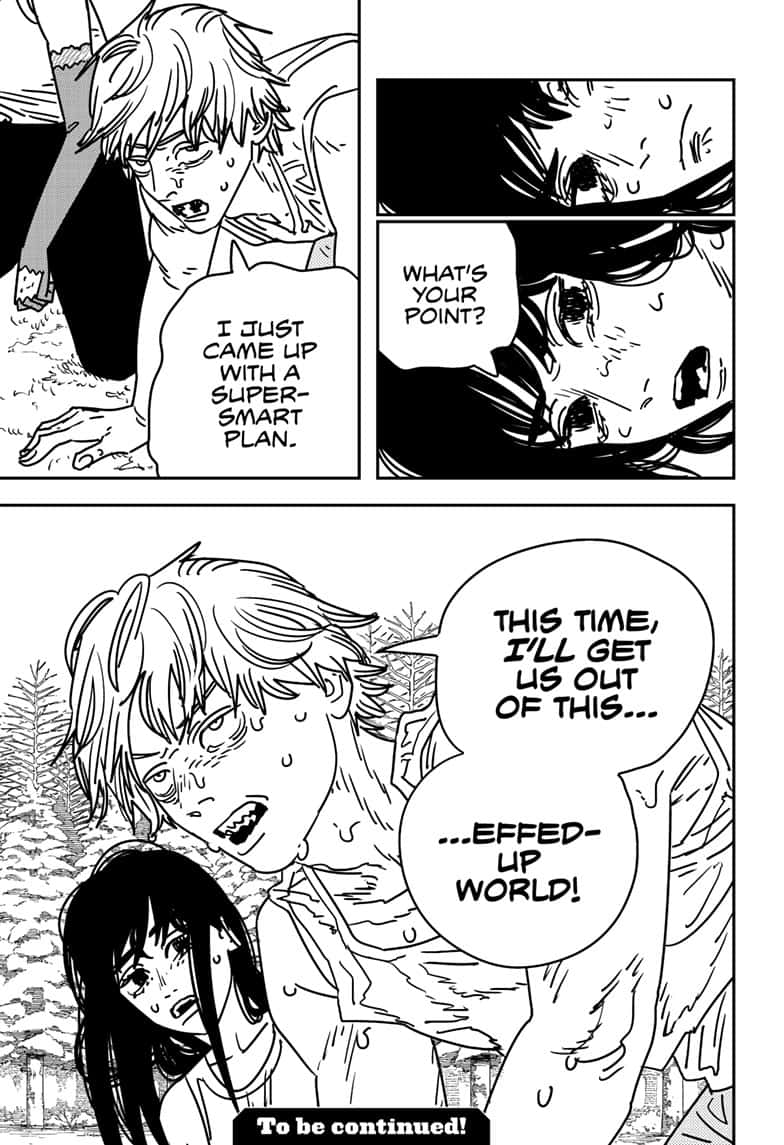 WHAT'S
YOUR
POINT?
I JUST
CAME UP
WITH A
SUPER-
SMART
PLAN.
THIS TIME,
I'LL GET
US OUT
OF THIS...
...EFFED-
UP
WORLD!
To be continued!